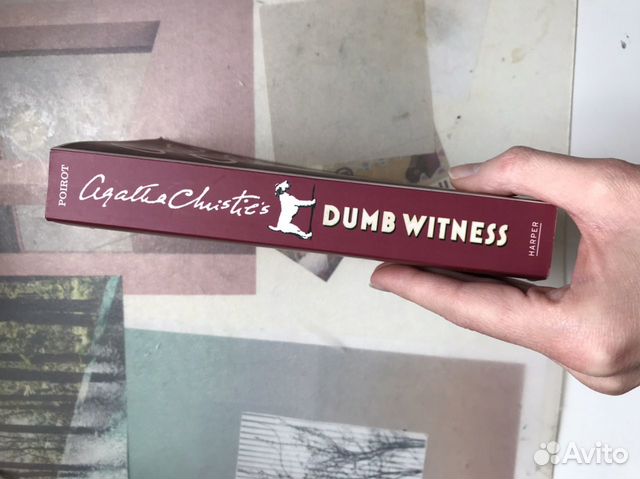 POIROT
Agatha Christie's
DUMB WITNESS
HARPER
Avito